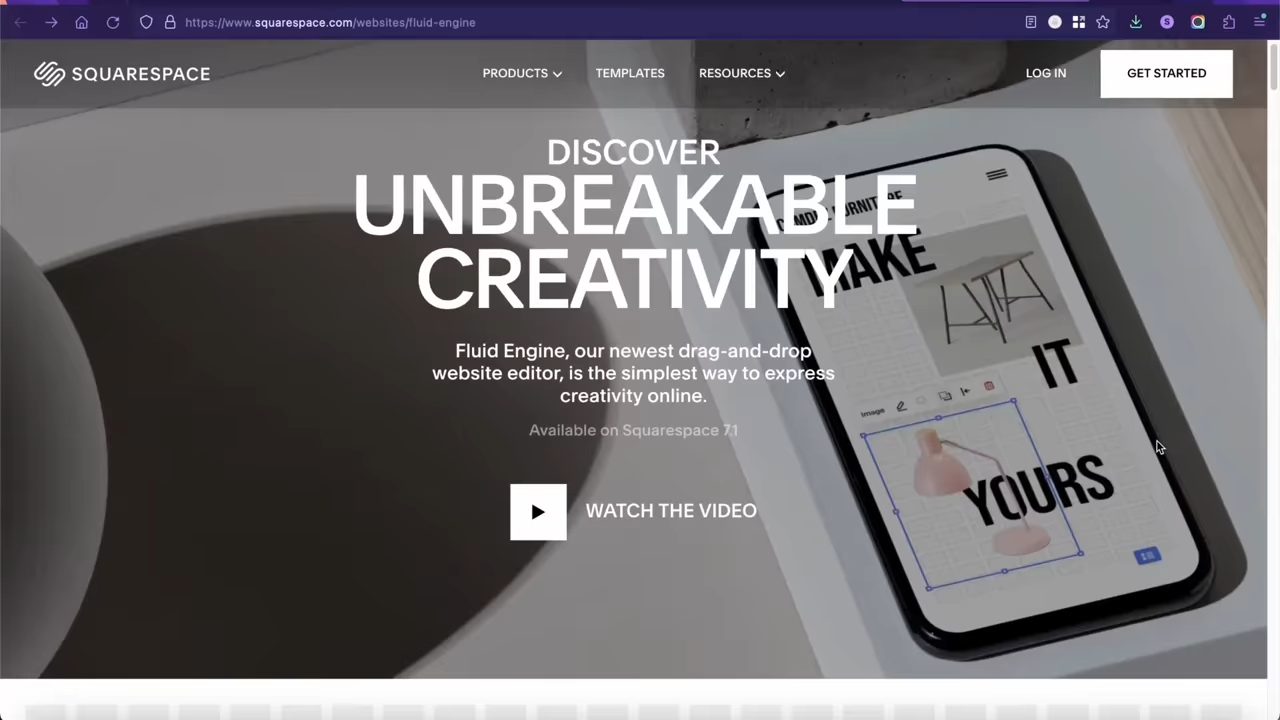 https://www.squarespace.com/websites/fluid-engine
S
SQUARESPACE
PRODUCTS
TEMPLATES
RESOURCES
LOG IN
GET STARTED
DISCOVER
UNBREAKABLE
CREATIVITY
Fluid Engine, our newest drag-and-drop
website editor, is the simplest way to express
creativity online.
Available on Squarespace 7.1
WATCH THE VIDEO
FURNITURE
MAKE
IT
Image
YOURS